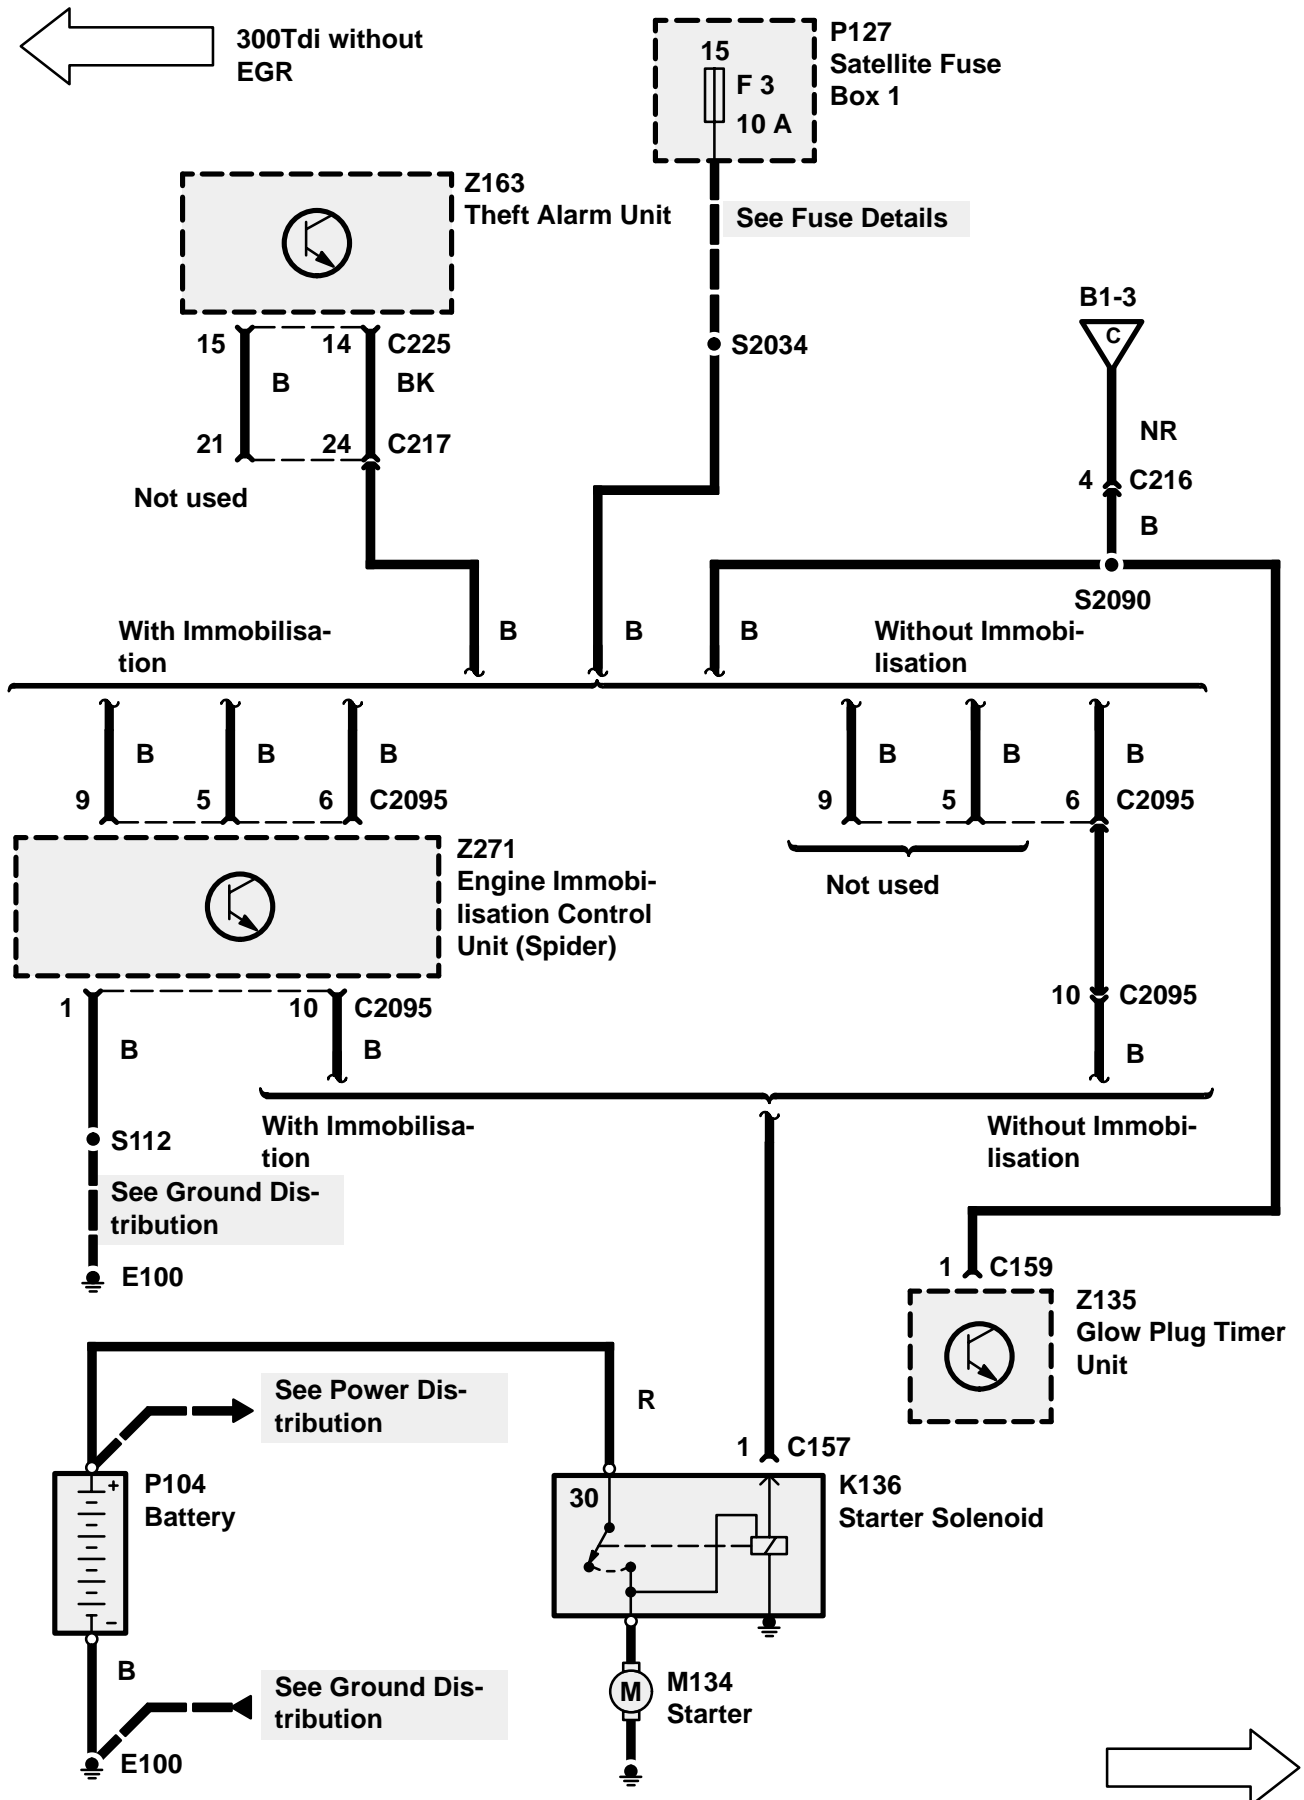 300Tdi without
EGR
15
F 3
10 A
P127
Satellite Fuse
Box 1
Z163
Theft Alarm Unit
See Fuse Details
B1-3
C
15
14
C225
S2034
B
BK
NR
21
24
C217
4
C216
Not used
B
S2090
With Immobilisa-
tion
B
B
B
Without Immobi-
lisation
B
B
B
B
B
B
9
5
6
C2095
9
5
6
C2095
Z271
Engine Immobi-
lisation Control
Unit (Spider)
Not used
1
10
C2095
10
C2095
B
B
B
S112
With Immobilisa-
tion
Without Immobi-
lisation
See Ground Dis-
tribution
E100
1
C159
Z135
Glow Plug Timer
Unit
See Power Dis-
tribution
R
1
C157
P104
Battery
+
−
30
K136
Starter Solenoid
B
See Ground Dis-
tribution
M
M134
Starter
E100